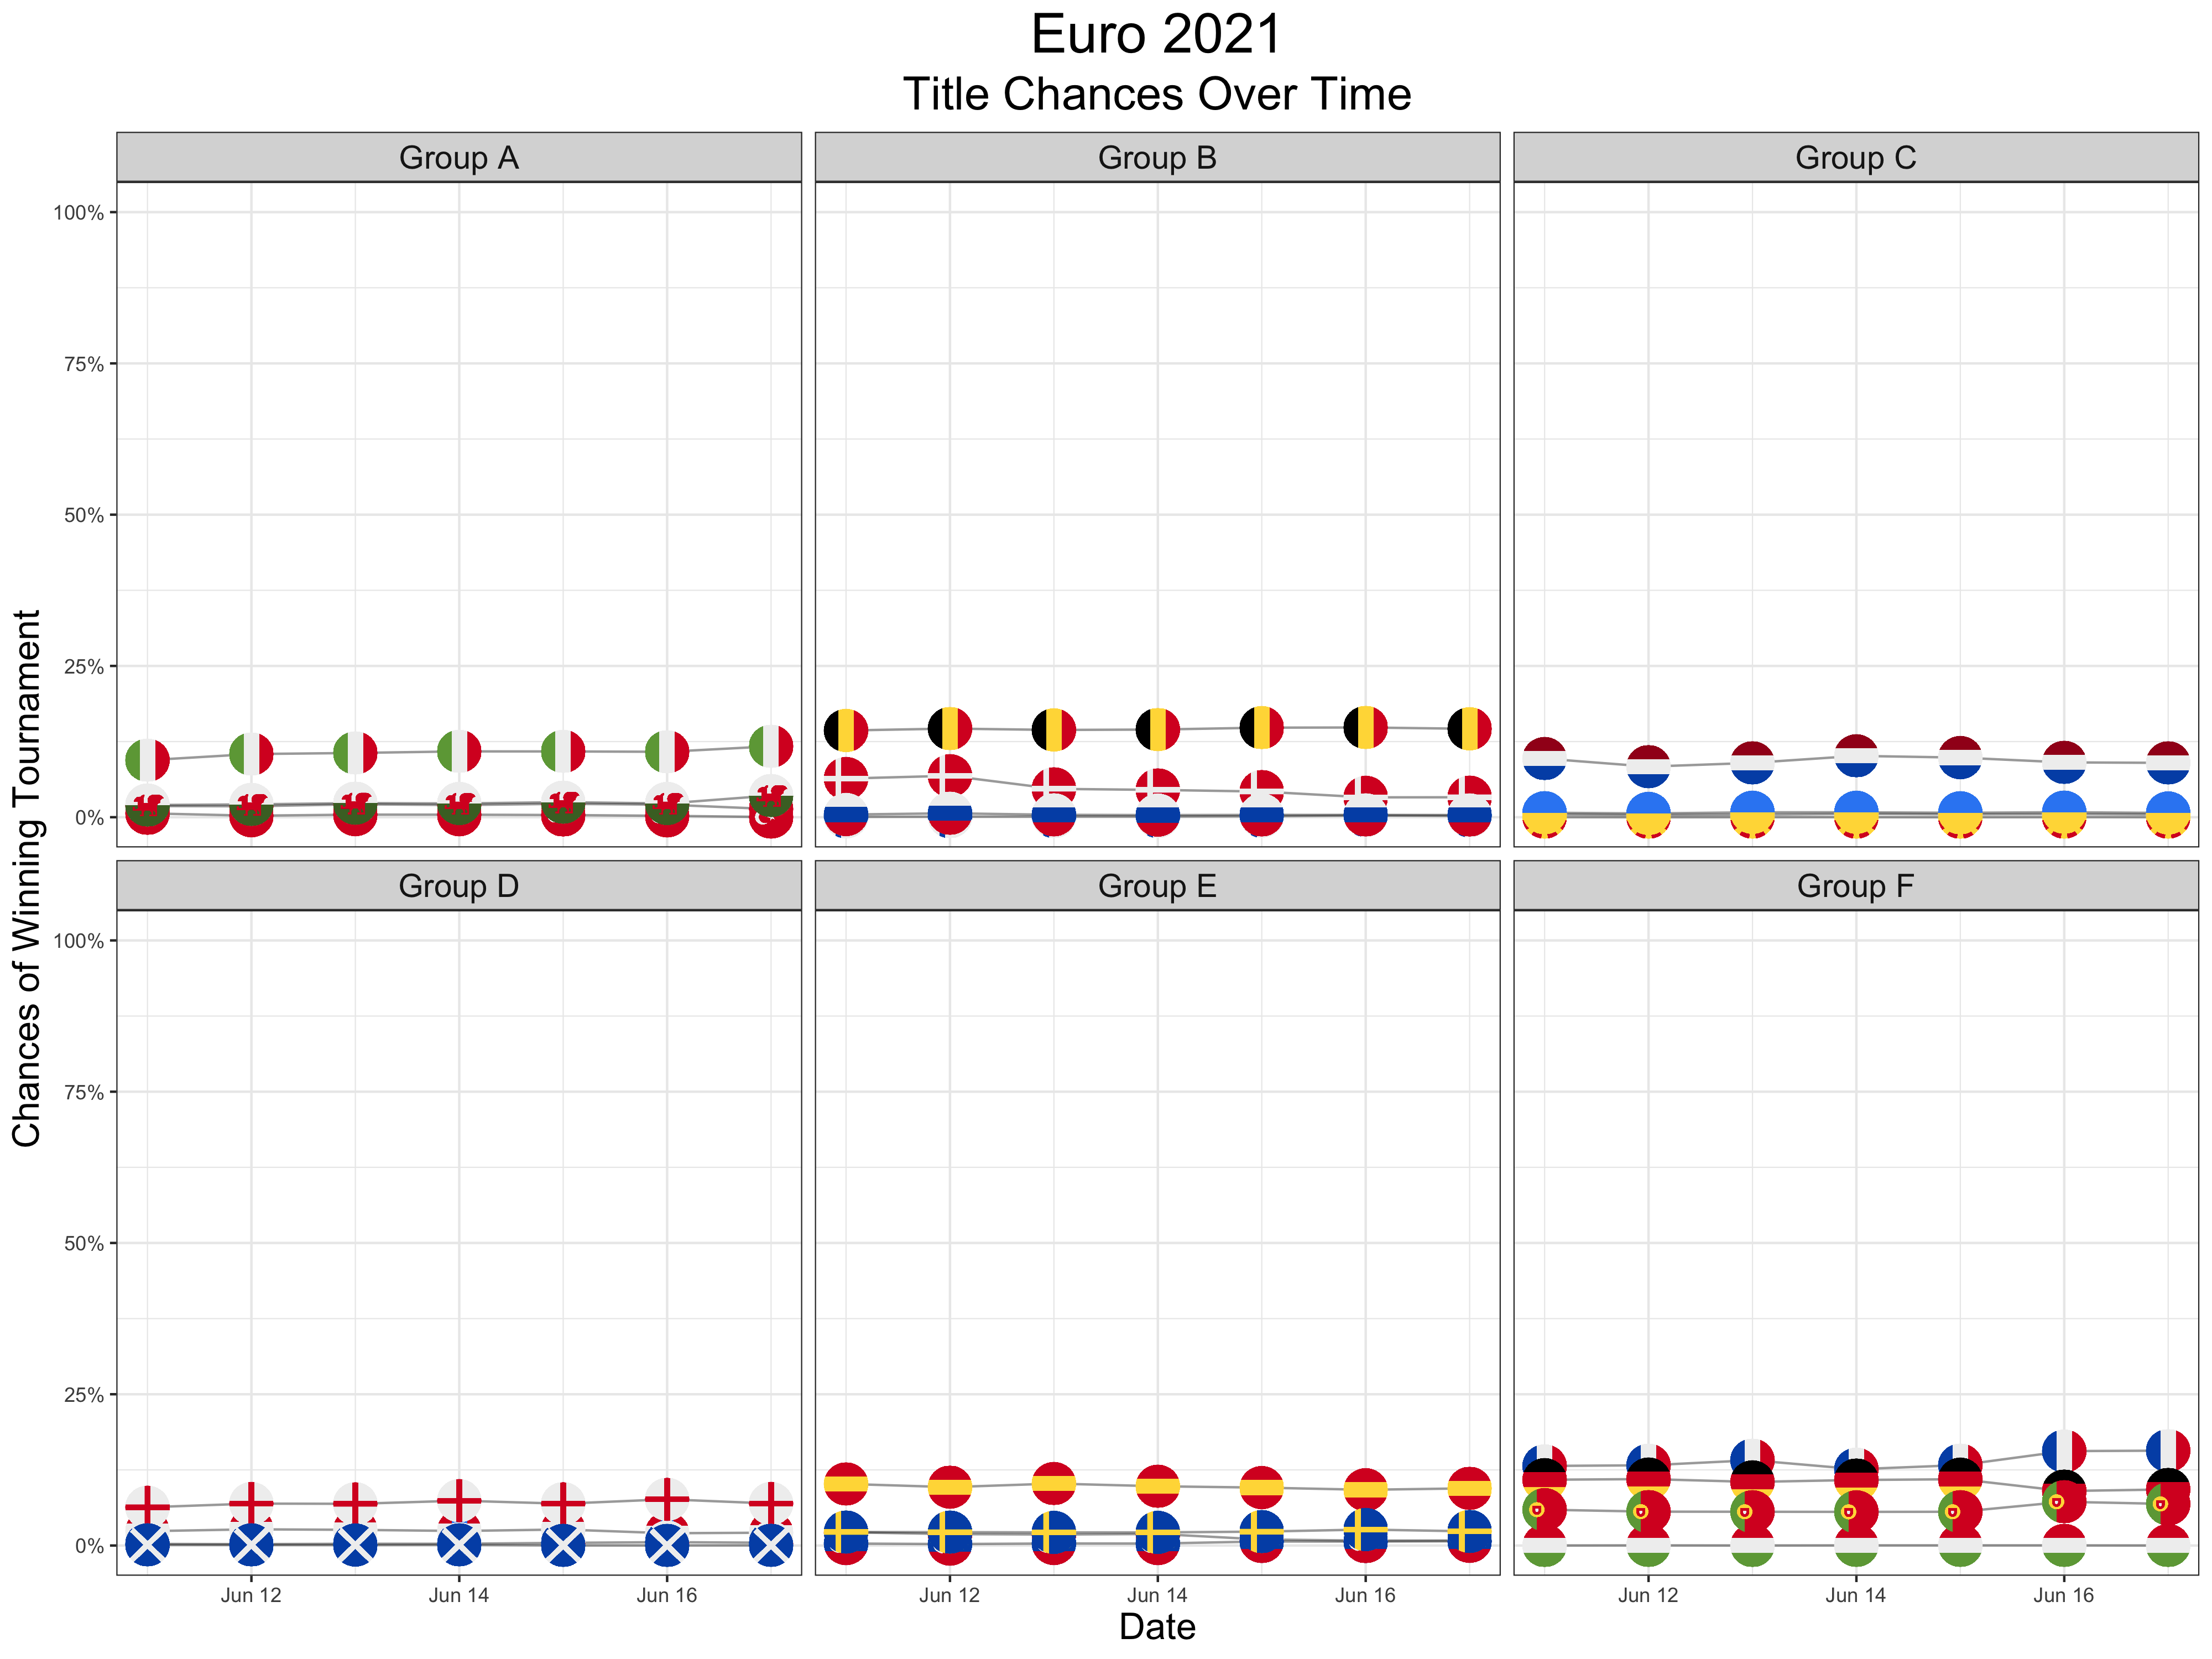 Euro 2021
Title Chances Over Time
Group A
Group B
Group C
100%
75%
50%
25%
0%
Chances of Winning Tournament
Group D
Group E
Group F
100%
75%
50%
25%
0%
Jun 12 Jun 14 Jun 16
Jun 12 Jun 14 Jun 16
Jun 12 Jun 14 Jun 16
Date